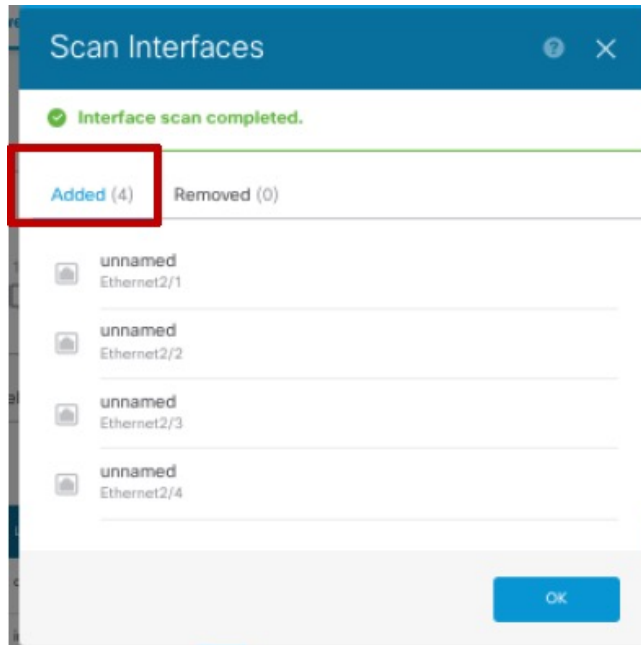 Scan Interfaces
Interface scan completed.
Added (4)
Removed (0)
unnamed
Ethernet2/1
unnamed
Ethernet2/2
unnamed
Ethernet2/3
unnamed
Ethernet2/4
OK